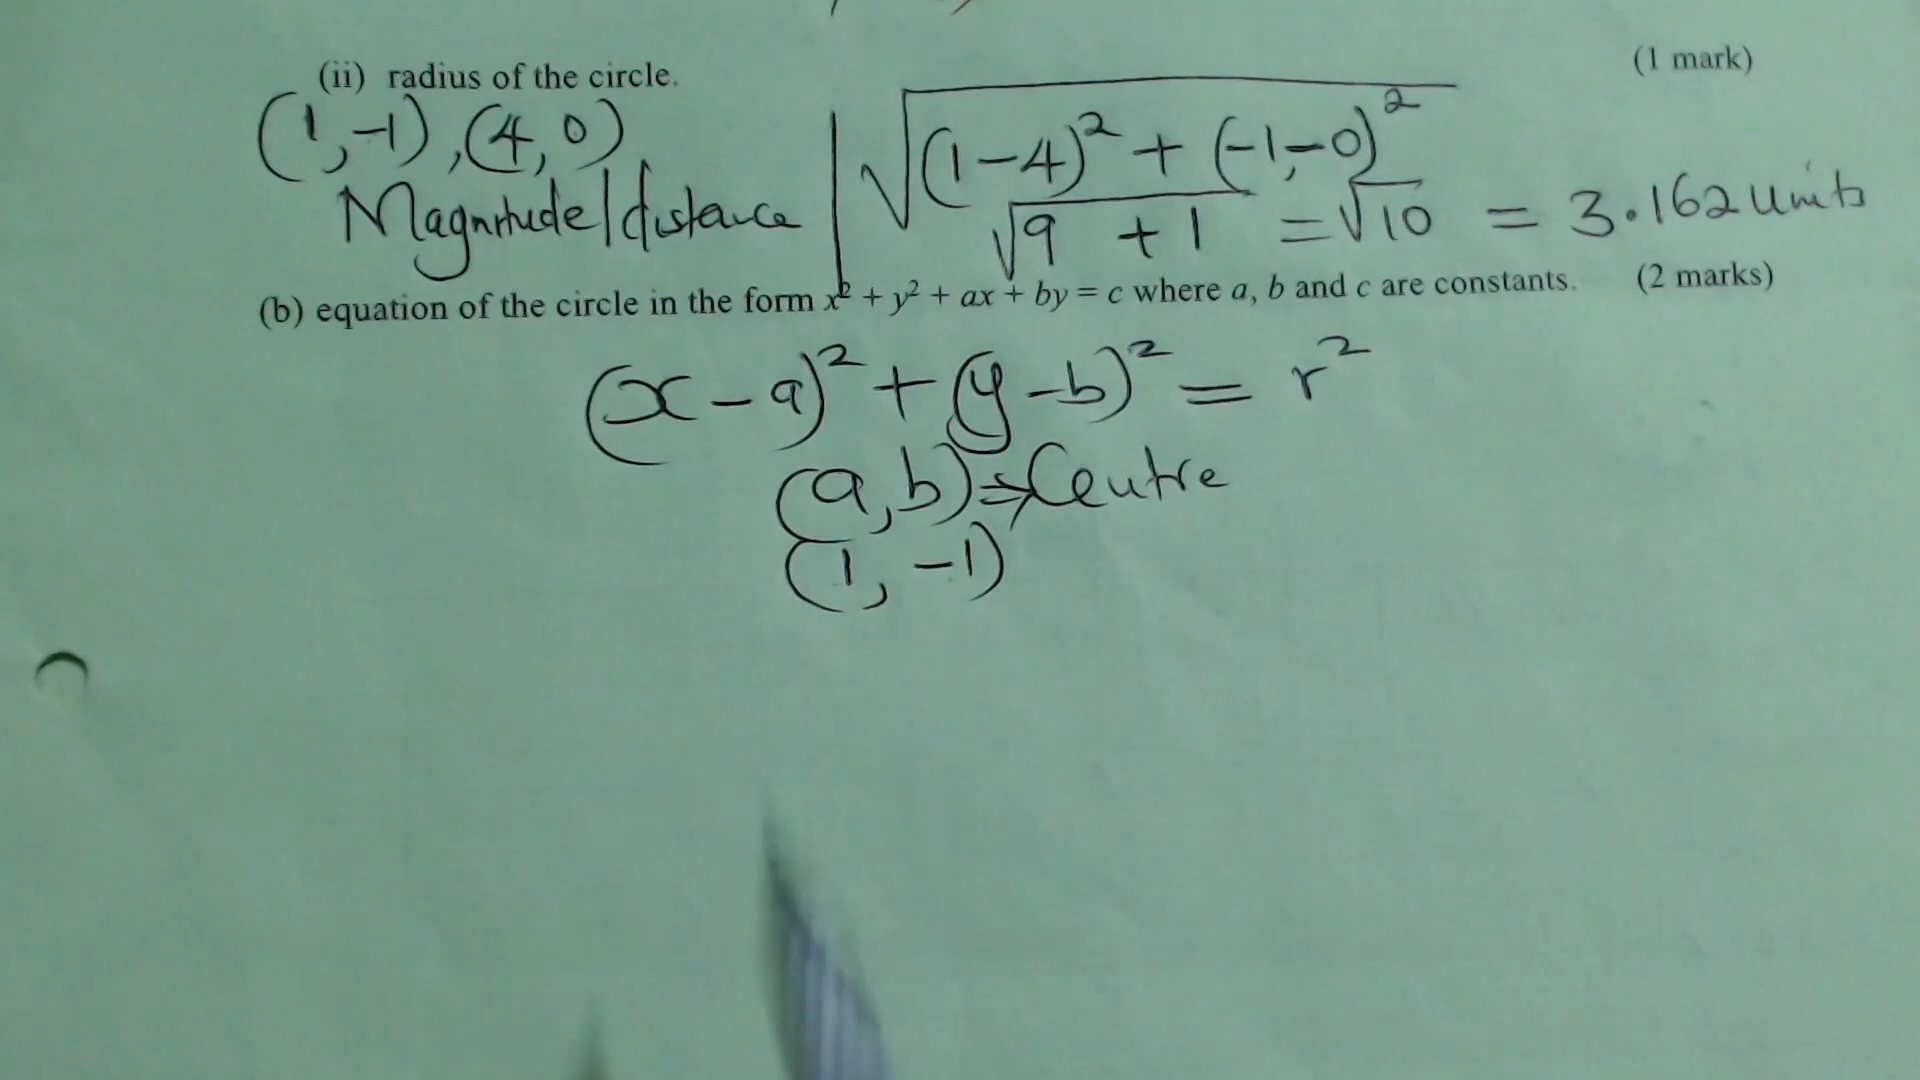 (ii) radius of the circle. (1 mark)
(1, -1), (4, 0) √(1-4)² + (-1,-0)²
Magnitude/distance √9 + 1 = √10 = 3.162 units
(b) equation of the circle in the form x² + y² + ax + by = c where a, b and c are constants. (2 marks)
(x - a)² + (y - b)² = r²
(a, b) ⇒ Centre
(1, -1)